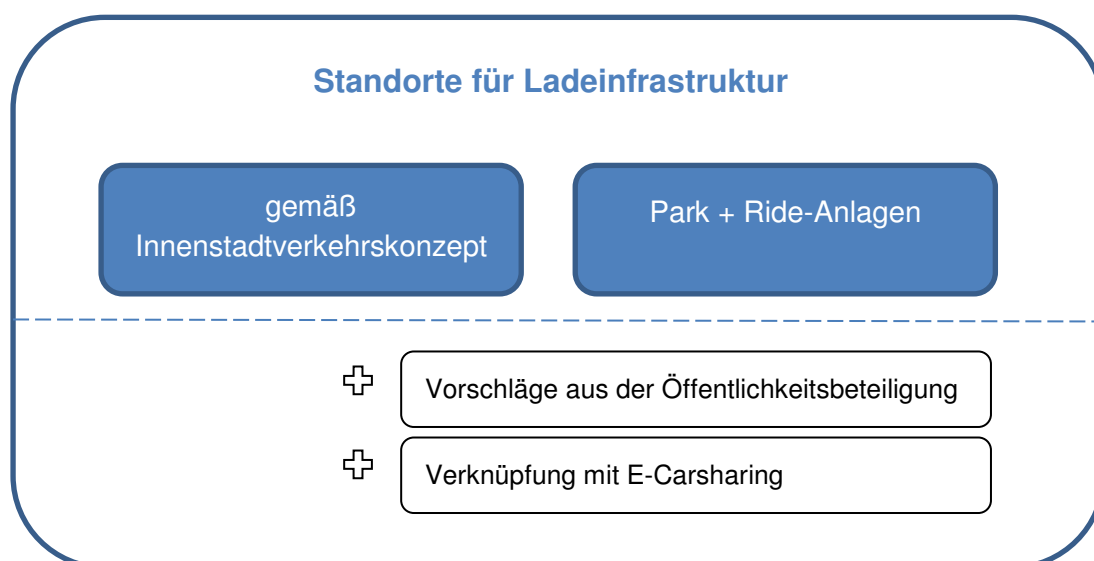 Standorte für Ladeinfrastruktur
gemäß
Innenstadtverkehrskonzept
Park + Ride-Anlagen
Vorschläge aus der Öffentlichkeitsbeteiligung
Verknüpfung mit E-Carsharing